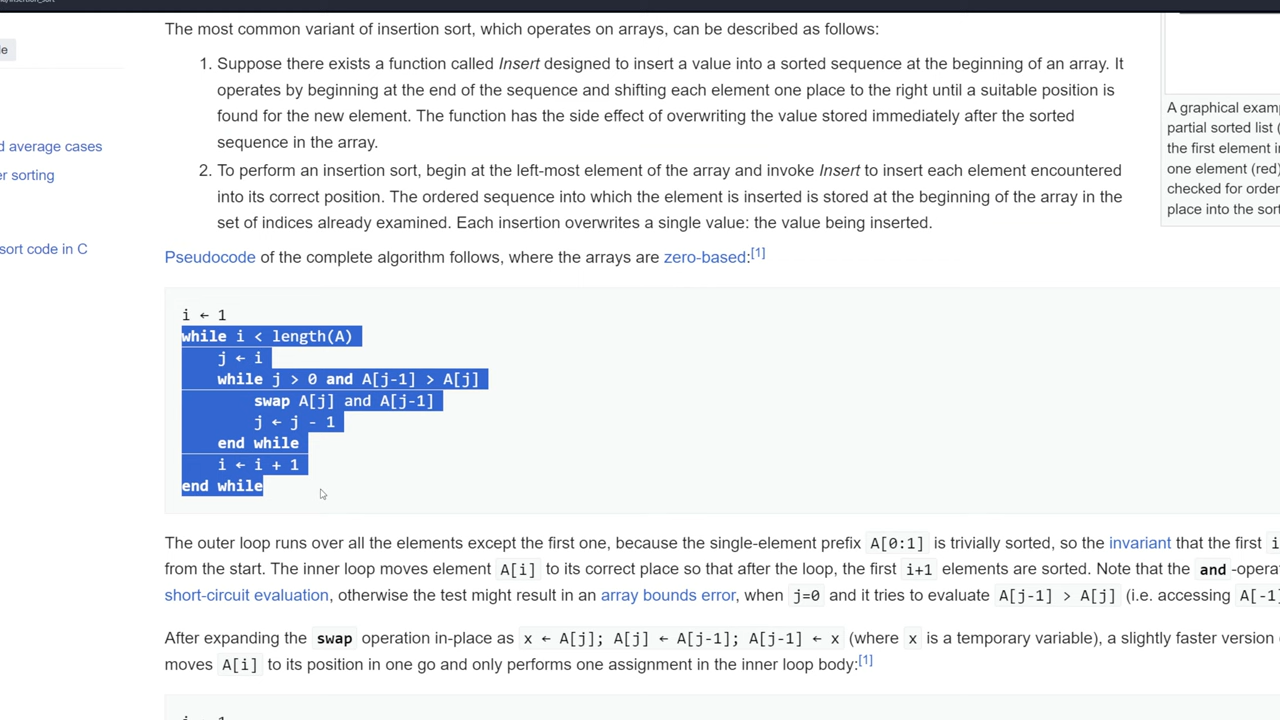 The most common variant of insertion sort, which operates on arrays, can be described as follows:
1. Suppose there exists a function called Insert designed to insert a value into a sorted sequence at the beginning of an array. It
operates by beginning at the end of the sequence and shifting each element one place to the right until a suitable position is
found for the new element. The function has the side effect of overwriting the value stored immediately after the sorted
sequence in the array.
2. To perform an insertion sort, begin at the left-most element of the array and invoke Insert to insert each element encountered
into its correct position. The ordered sequence into which the element is inserted is stored at the beginning of the array in the
set of indices already examined. Each insertion overwrites a single value: the value being inserted.
Pseudocode of the complete algorithm follows, where the arrays are zero-based:[1]
i ← 1
while i < length(A)
    j ← i
    while j > 0 and A[j-1] > A[j]
        swap A[j] and A[j-1]
        j ← j - 1
    end while
    i ← i + 1
end while
The outer loop runs over all the elements except the first one, because the single-element prefix A[0:1] is trivially sorted, so the invariant that the first i
from the start. The inner loop moves element A[i] to its correct place so that after the loop, the first i+1 elements are sorted. Note that the and -opera
short-circuit evaluation, otherwise the test might result in an array bounds error, when j=0 and it tries to evaluate A[j-1] > A[j] (i.e. accessing A[-1]
After expanding the swap operation in-place as x ← A[j]; A[j] ← A[j-1]; A[j-1] ← x (where x is a temporary variable), a slightly faster version
moves A[i] to its position in one go and only performs one assignment in the inner loop body:[1]
le
d average cases
er sorting
sort code in C
A graphical exam
partial sorted list (
the first element i
one element (red)
checked for order
place into the sort